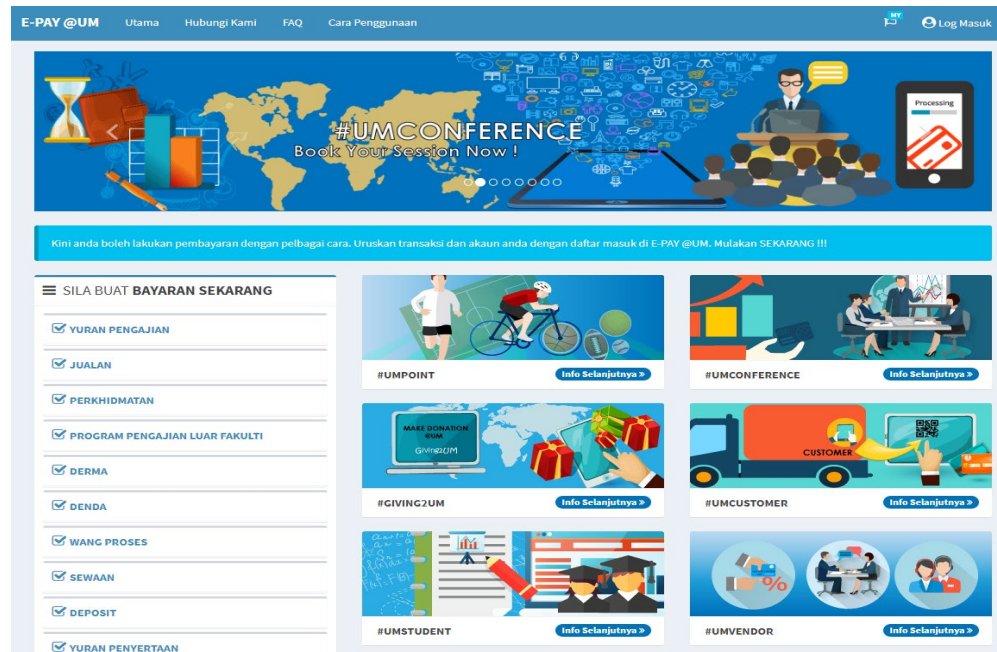 E-PAY @UM
Utama
Hubungi Kami
FAQ
Cara Penggunaan
MY
Log Masuk
#UMCONFERENCE
Book Your Session Now !
Processing
Kini anda boleh lakukan pembayaran dengan pelbagai cara. Uruskan transaksi dan akaun anda dengan daftar masuk di E-PAY @UM. Mulakan SEKARANG !!!
SILA BUAT BAYARAN SEKARANG
YURAN PENGAJIAN
JUALAN
PERKHIDMATAN
PROGRAM PENGAJIAN LUAR FAKULTI
DERMA
DENDA
WANG PROSES
SEWAAN
DEPOSIT
YURAN PENYERTAAN
#UMPOINT
Info Selanjutnya »
#UMCONFERENCE
Info Selanjutnya »
MAKE DONATION
@UM
Giving2UM
#GIVING2UM
Info Selanjutnya »
CUSTOMER
#UMCUSTOMER
Info Selanjutnya »
#UMSTUDENT
Info Selanjutnya »
%
#UMVENDOR
Info Selanjutnya »